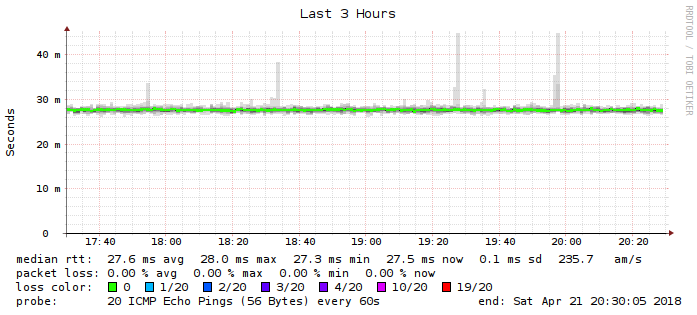 Last 3 Hours
RRDTOOL / TOBI OETIKER
Seconds
40 m
30 m
20 m
10 m
0
17:40 18:00 18:20 18:40 19:00 19:20 19:40 20:00 20:20
median rtt: 27.6 ms avg 28.0 ms max 27.3 ms min 27.5 ms now 0.1 ms sd 235.7 am/s
packet loss: 0.00 % avg 0.00 % max 0.00 % min 0.00 % now
loss color: 0 1/20 2/20 3/20 4/20 10/20 19/20
probe: 20 ICMP Echo Pings (56 Bytes) every 60s end: Sat Apr 21 20:30:05 2018